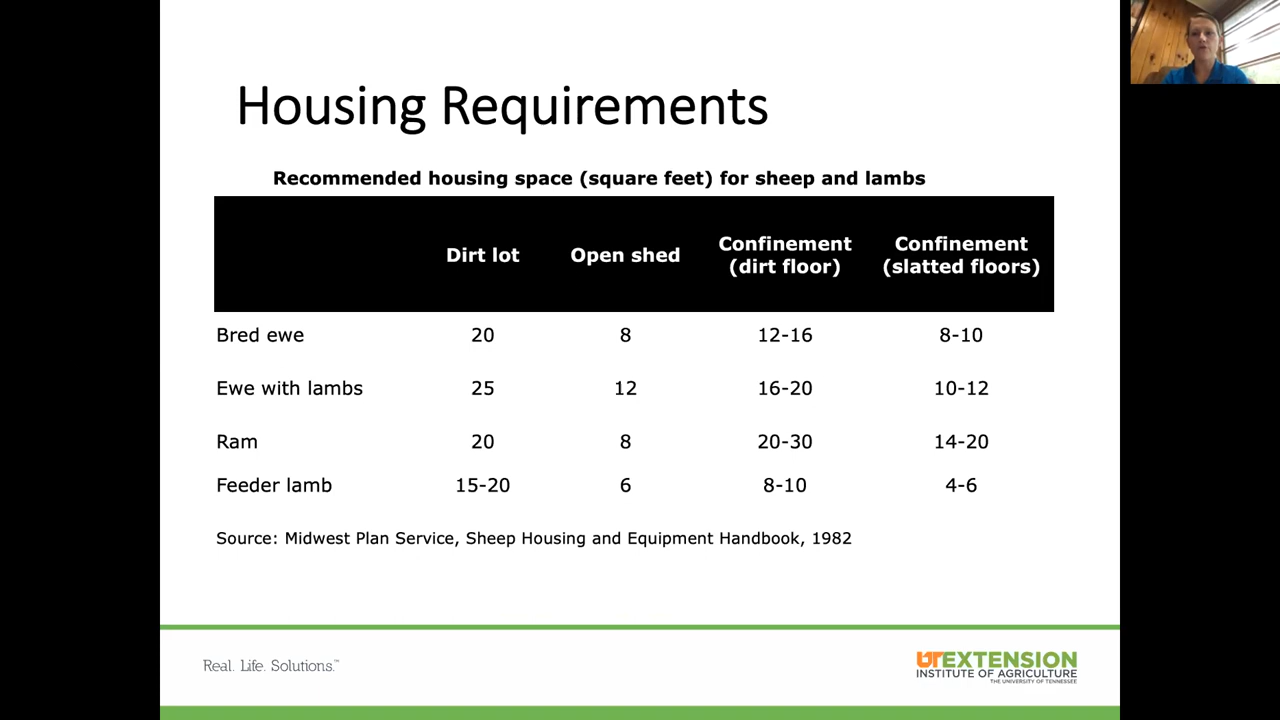 Housing Requirements
Recommended housing space (square feet) for sheep and lambs
Dirt lot Open shed Confinement (dirt floor) Confinement (slatted floors)
Bred ewe 20 8 12-16 8-10
Ewe with lambs 25 12 16-20 10-12
Ram 20 8 20-30 14-20
Feeder lamb 15-20 6 8-10 4-6
Source: Midwest Plan Service, Sheep Housing and Equipment Handbook, 1982
Real. Life. Solutions.™
UT EXTENSION
INSTITUTE OF AGRICULTURE
THE UNIVERSITY OF TENNESSEE